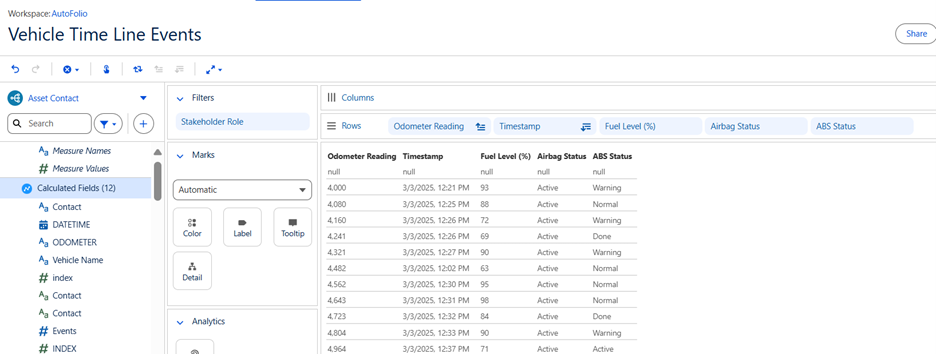 Workspace: AutoFolio
Vehicle Time Line Events
Share
Asset Contact
Search
Measure Names
Measure Values
Calculated Fields (12)
Contact
DATETIME
ODOMETER
Vehicle Name
index
Contact
Contact
Events
INDEX
Filters
Stakeholder Role
Marks
Automatic
Color Label Tooltip
Detail
Analytics
Columns
Rows Odometer Reading Timestamp Fuel Level (%) Airbag Status ABS Status
Odometer Reading Timestamp Fuel Level (%) Airbag Status ABS Status
null null null null null
4,000 3/3/2025, 12:21 PM 93 Active Warning
4,080 3/3/2025, 12:25 PM 88 Active Normal
4,160 3/3/2025, 12:26 PM 72 Active Warning
4,241 3/3/2025, 12:26 PM 69 Active Done
4,321 3/3/2025, 12:27 PM 90 Active Warning
4,482 3/3/2025, 12:02 PM 63 Active Normal
4,562 3/3/2025, 12:30 PM 95 Active Normal
4,643 3/3/2025, 12:31 PM 98 Active Normal
4,723 3/3/2025, 12:32 PM 84 Active Done
4,804 3/3/2025, 12:33 PM 90 Active Warning
4,964 3/3/2025, 12:37 PM 71 Active Active